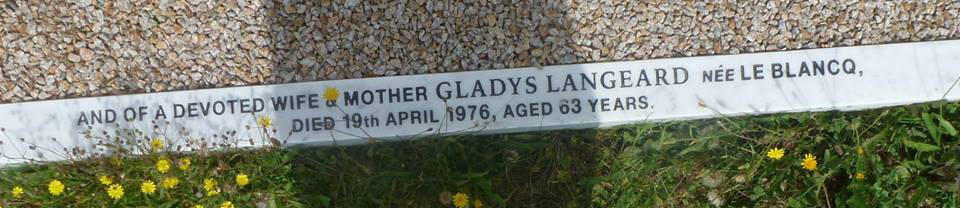 AND OF A DEVOTED WIFE & MOTHER GLADYS LANGEARD NÉE LE BLANCQ,
DIED 19th APRIL 1976, AGED 63 YEARS.